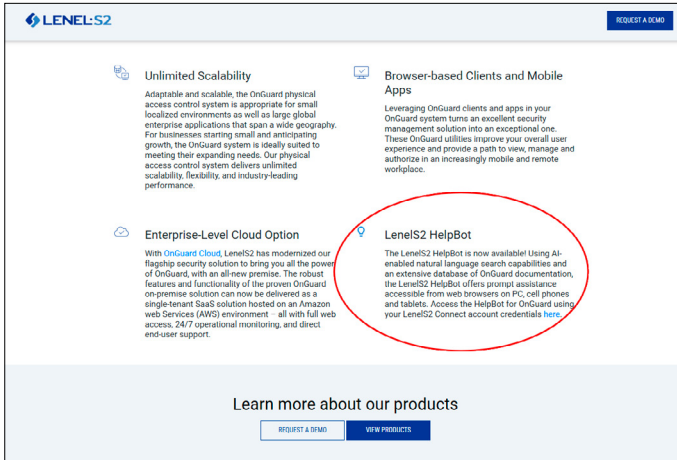 LENEL·S2
REQUEST A DEMO
Unlimited Scalability
Adaptable and scalable, the OnGuard physical
access control system is appropriate for small
localized environments as well as large global
enterprise applications that span a wide geography.
For businesses starting small and anticipating
growth, the OnGuard system is ideally suited to
meeting their expanding needs. Our physical
access control system delivers unlimited
scalability, flexibility, and industry-leading
performance.
Browser-based Clients and Mobile
Apps
Leveraging OnGuard clients and apps in your
OnGuard system turns an excellent security
management solution into an exceptional one.
These OnGuard utilities improve your overall user
experience and provide a path to view, manage and
authorize in an increasingly mobile and remote
workplace.
Enterprise-Level Cloud Option
With OnGuard Cloud, LenelS2 has modernized our
flagship security solution to bring you all the power
of OnGuard, with an all-new premise. The robust
features and functionality of the proven OnGuard
on-premise solution can now be delivered as a
single-tenant SaaS solution hosted on an Amazon
web Services (AWS) environment – all with full web
access, 24/7 operational monitoring, and direct
end-user support.
LenelS2 HelpBot
The LenelS2 HelpBot is now available! Using AI-
enabled natural language search capabilities and
an extensive database of OnGuard documentation,
the LenelS2 HelpBot offers prompt assistance
accessible from web browsers on PC, cell phones
and tablets. Access the HelpBot for OnGuard using
your LenelS2 Connect account credentials here.
Learn more about our products
REQUEST A DEMO
VIEW PRODUCTS